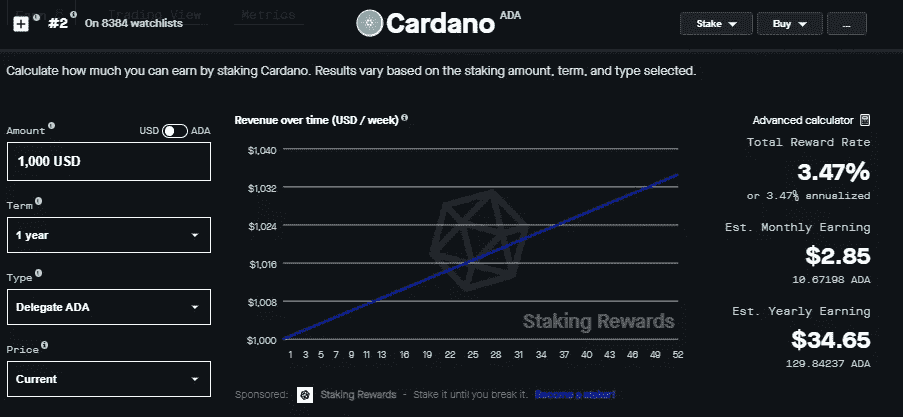 Trading View
Metrics
#2
On 8384 watchlists
Cardano ADA
Stake
Buy
...
Calculate how much you can earn by staking Cardano. Results vary based on the staking amount, term, and type selected.
Amount
USD
ADA
1,000 USD
Term
1 year
Type
Delegate ADA
Price
Current
Revenue over time (USD / week)
$1,040
$1,032
$1,024
$1,016
$1,008
$1,000
1 3 5 7 9 11 13 16 19 22 25 28 31 34 37 40 43 46 49 52
Staking Rewards
Sponsored: Staking Rewards - Stake it until you break it.
Advanced calculator
Total Reward Rate
3.47%
or 3.47% annualized
Est. Monthly Earning
$2.85
10.67198 ADA
Est. Yearly Earning
$34.65
129.84237 ADA